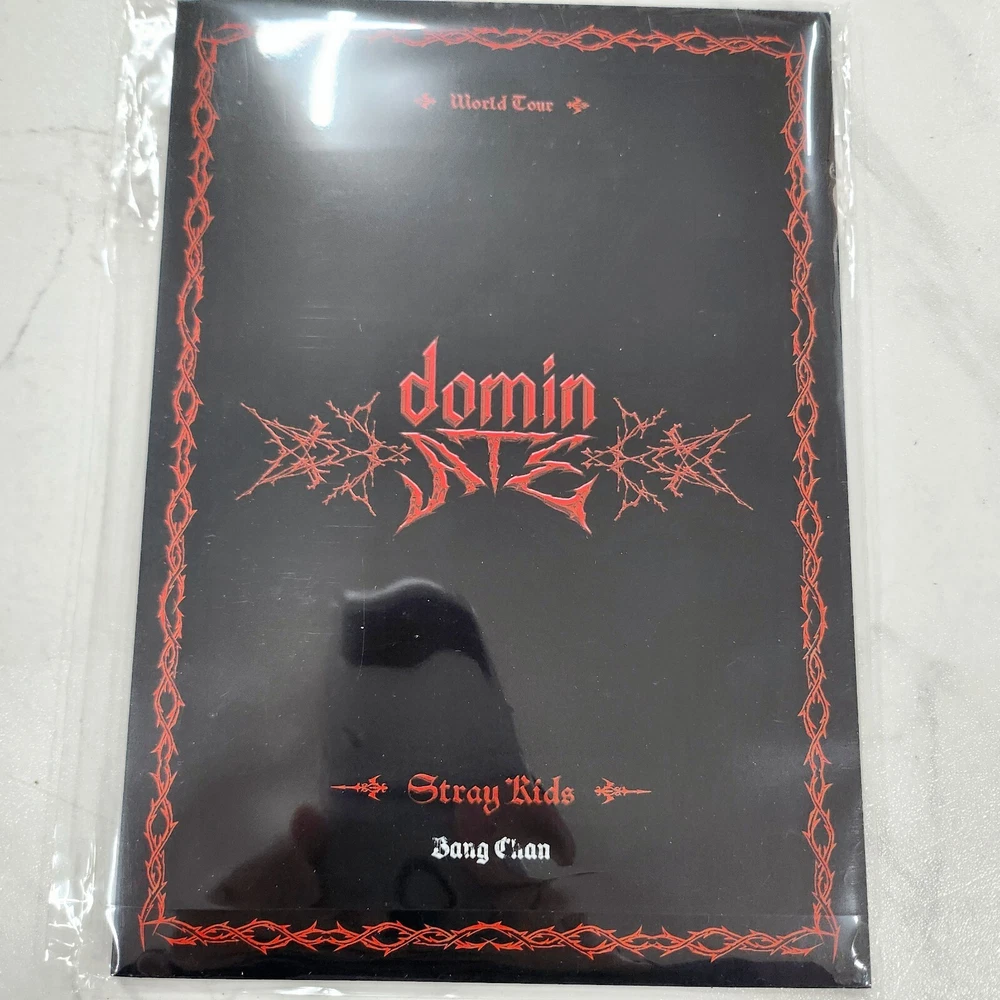 World Tour
domin
ATE
Stray Kids
Bang Chan